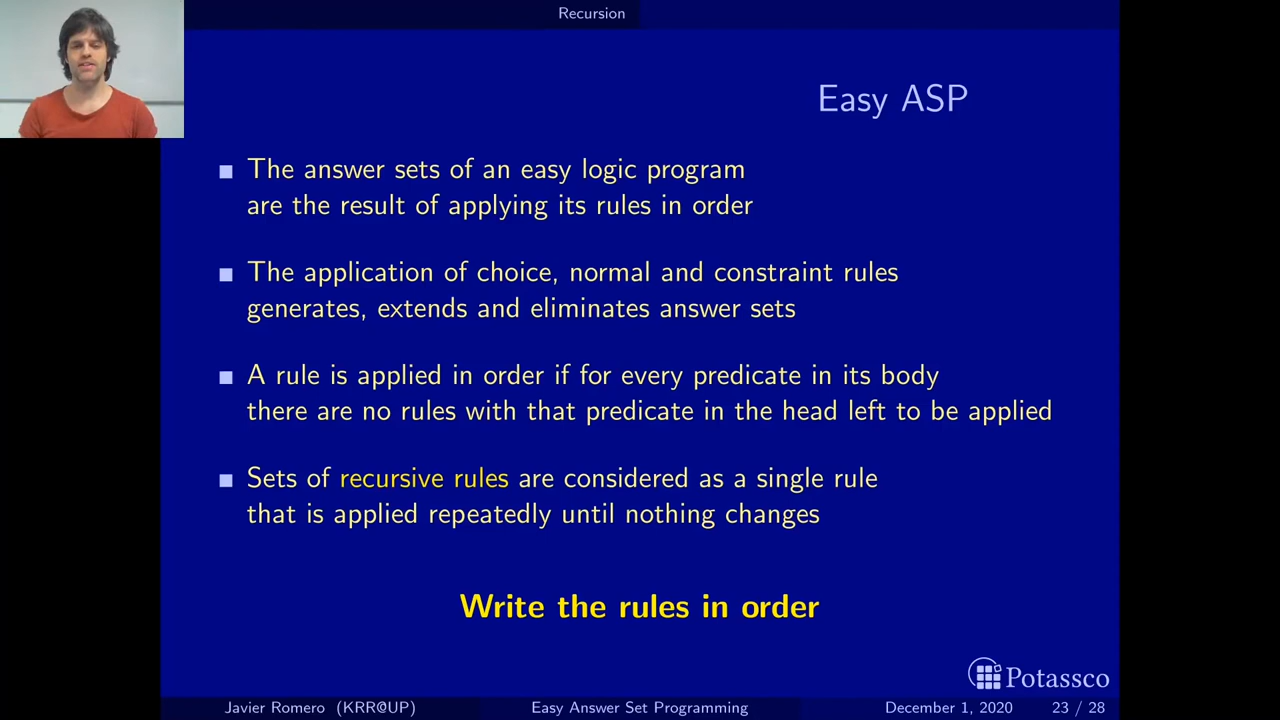 Recursion
Easy ASP
The answer sets of an easy logic program
are the result of applying its rules in order
The application of choice, normal and constraint rules
generates, extends and eliminates answer sets
A rule is applied in order if for every predicate in its body
there are no rules with that predicate in the head left to be applied
Sets of recursive rules are considered as a single rule
that is applied repeatedly until nothing changes
Write the rules in order
Potassco
Javier Romero (KRR@UP) Easy Answer Set Programming December 1, 2020 23 / 28